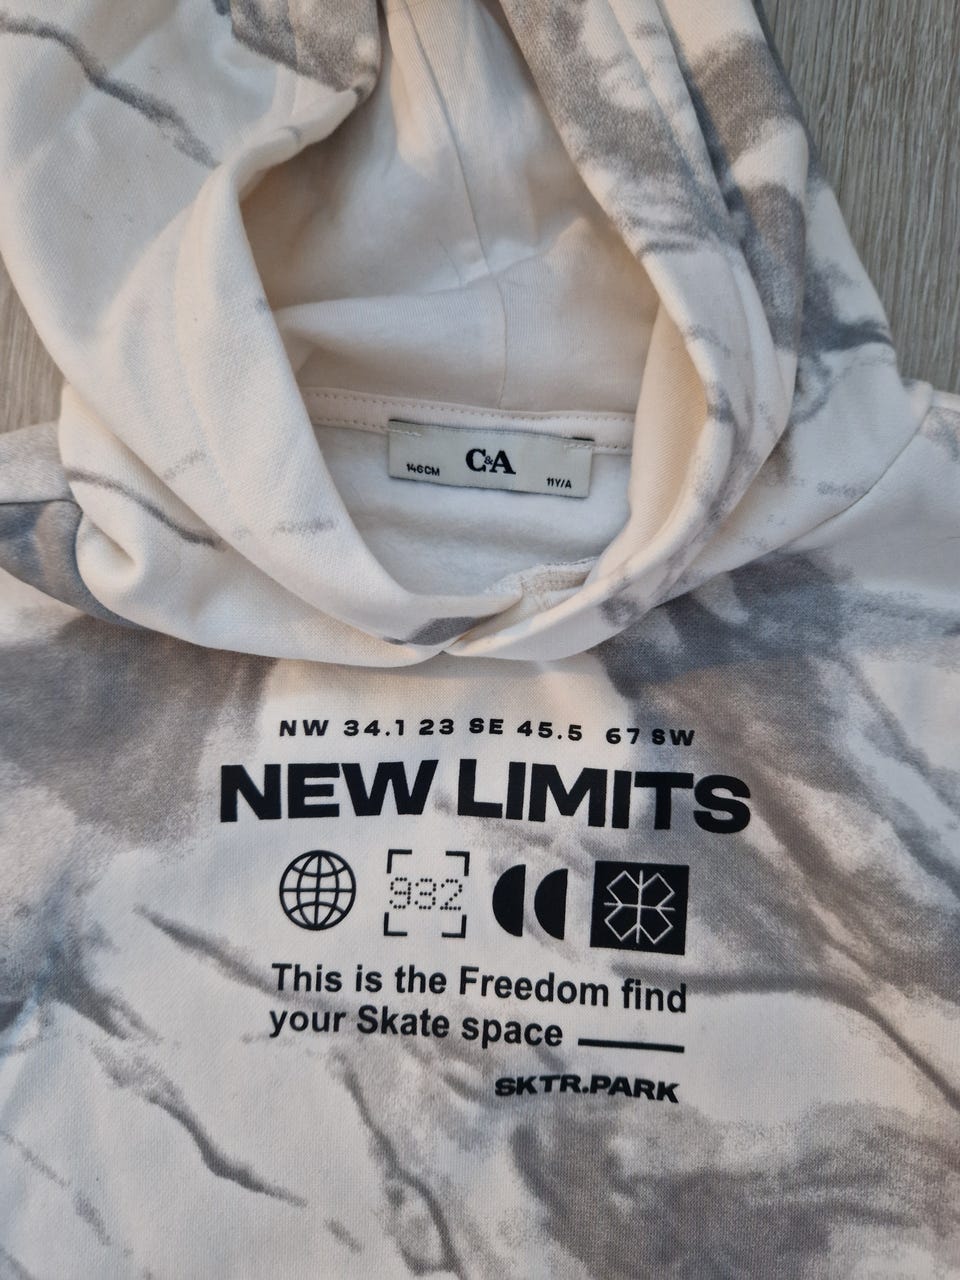 146CM C&A 11Y/A
NW 34.1 23 SE 45.5 67 SW
NEW LIMITS
932
This is the Freedom find
your Skate space
SKTR.PARK